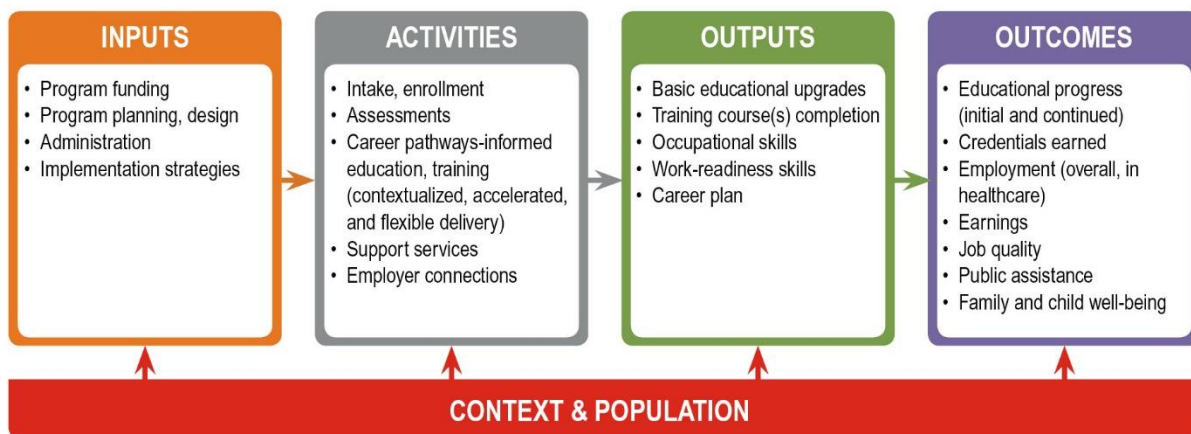 INPUTS
• Program funding
• Program planning, design
• Administration
• Implementation strategies
ACTIVITIES
• Intake, enrollment
• Assessments
• Career pathways-informed
education, training
(contextualized, accelerated,
and flexible delivery)
• Support services
• Employer connections
OUTPUTS
• Basic educational upgrades
• Training course(s) completion
• Occupational skills
• Work-readiness skills
• Career plan
OUTCOMES
• Educational progress
(initial and continued)
• Credentials earned
• Employment (overall, in
healthcare)
• Earnings
• Job quality
• Public assistance
• Family and child well-being
CONTEXT & POPULATION